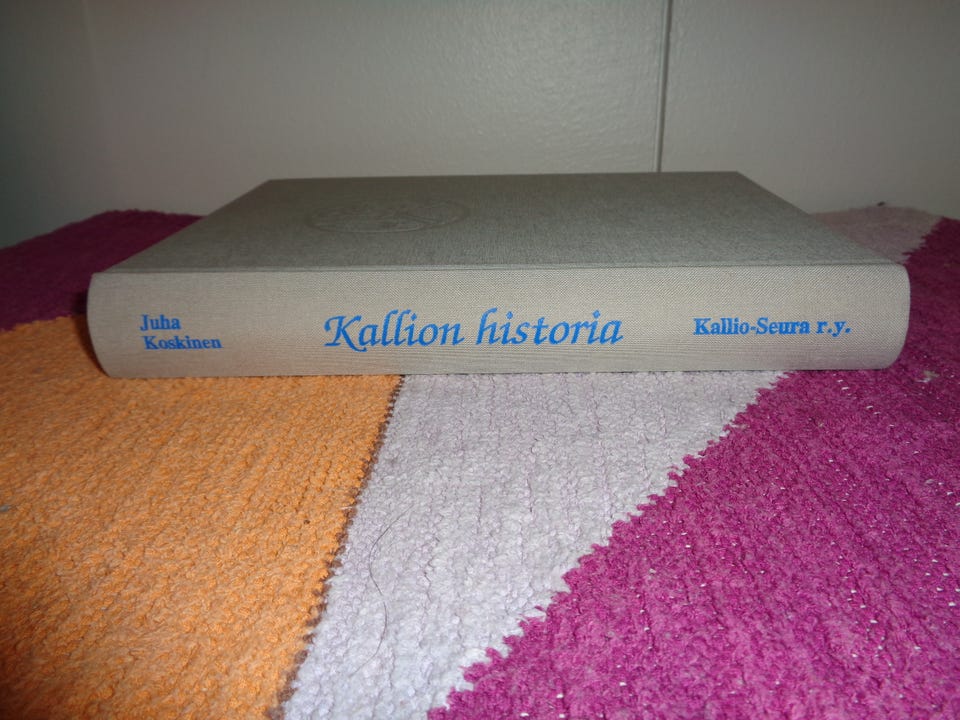 Juha
Koskinen
Kallion historia
Kallio-Seura r.y.